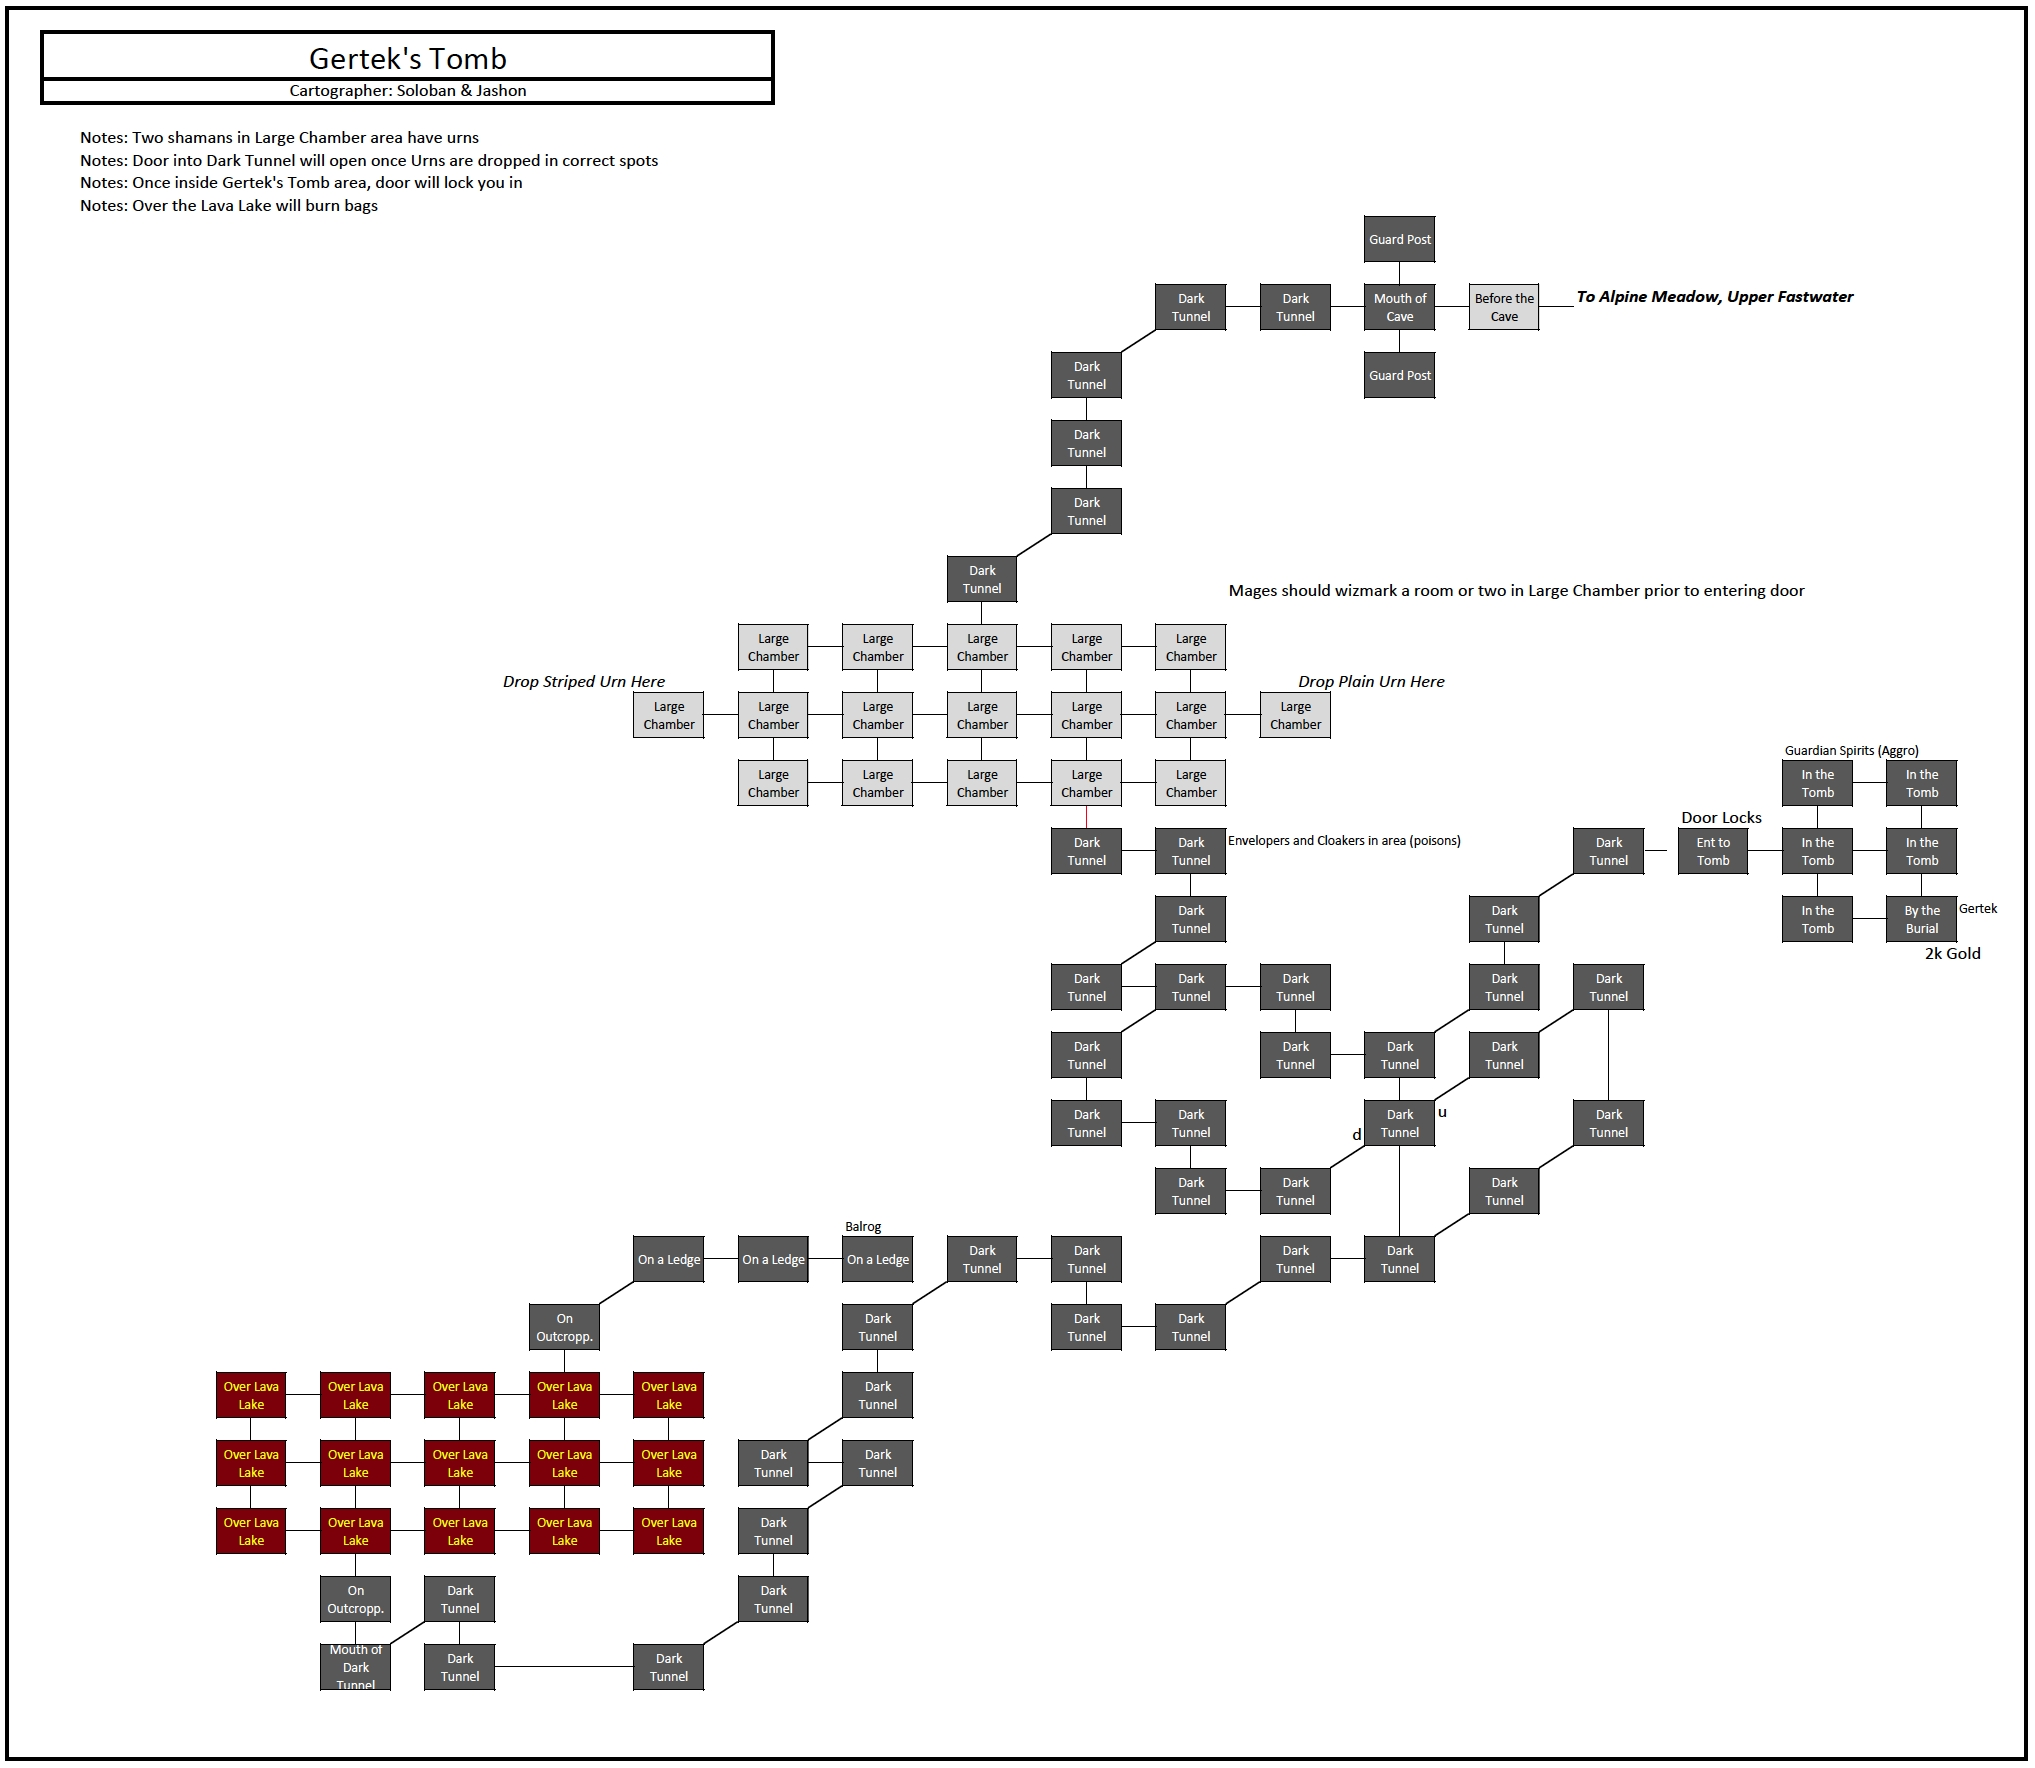 Gertek's Tomb
Cartographer: Soloban & Jashon
Notes: Two shamans in Large Chamber area have urns
Notes: Door into Dark Tunnel will open once Urns are dropped in correct spots
Notes: Once inside Gertek's Tomb area, door will lock you in
Notes: Over the Lava Lake will burn bags
Guard Post
Dark
Tunnel
Dark
Tunnel
Mouth of
Cave
Before the
Cave
To Alpine Meadow, Upper Fastwater
Dark
Tunnel
Guard Post
Dark
Tunnel
Dark
Tunnel
Dark
Tunnel
Mages should wizmark a room or two in Large Chamber prior to entering door
Large
Chamber
Large
Chamber
Large
Chamber
Large
Chamber
Large
Chamber
Drop Striped Urn Here
Drop Plain Urn Here
Large
Chamber
Large
Chamber
Large
Chamber
Large
Chamber
Large
Chamber
Large
Chamber
Large
Chamber
Guardian Spirits (Aggro)
Large
Chamber
Large
Chamber
Large
Chamber
Large
Chamber
Large
Chamber
In the
Tomb
In the
Tomb
Door Locks
Dark
Tunnel
Dark
Tunnel
Envelopers and Cloakers in area (poisons)
Dark
Tunnel
Ent to
Tomb
In the
Tomb
In the
Tomb
Dark
Tunnel
Dark
Tunnel
In the
Tomb
By the
Burial
Gertek
2k Gold
Dark
Tunnel
Dark
Tunnel
Dark
Tunnel
Dark
Tunnel
Dark
Tunnel
Dark
Tunnel
Dark
Tunnel
Dark
Tunnel
Dark
Tunnel
Dark
Tunnel
Dark
Tunnel
d
Dark
Tunnel
u
Dark
Tunnel
Dark
Tunnel
Dark
Tunnel
Dark
Tunnel
Balrog
On a Ledge
On a Ledge
On a Ledge
Dark
Tunnel
Dark
Tunnel
Dark
Tunnel
Dark
Tunnel
On
Outcropp.
Dark
Tunnel
Dark
Tunnel
Dark
Tunnel
Over Lava
Lake
Over Lava
Lake
Over Lava
Lake
Over Lava
Lake
Over Lava
Lake
Dark
Tunnel
Over Lava
Lake
Over Lava
Lake
Over Lava
Lake
Over Lava
Lake
Over Lava
Lake
Dark
Tunnel
Dark
Tunnel
Over Lava
Lake
Over Lava
Lake
Over Lava
Lake
Over Lava
Lake
Over Lava
Lake
Dark
Tunnel
On
Outcropp.
Dark
Tunnel
Dark
Tunnel
Mouth of
Dark
Tunnel
Dark
Tunnel
Dark
Tunnel